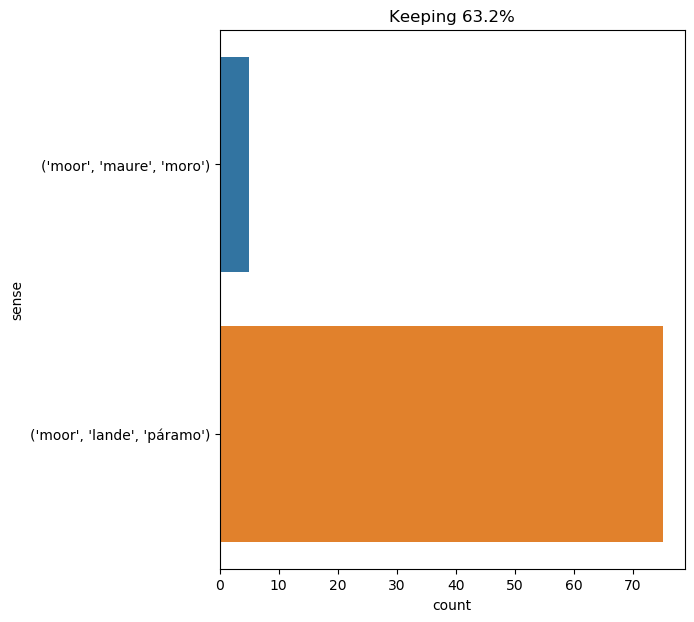 Keeping 63.2%
('moor', 'maure', 'moro')
sense
('moor', 'lande', 'páramo')
0 10 20 30 40 50 60 70
count